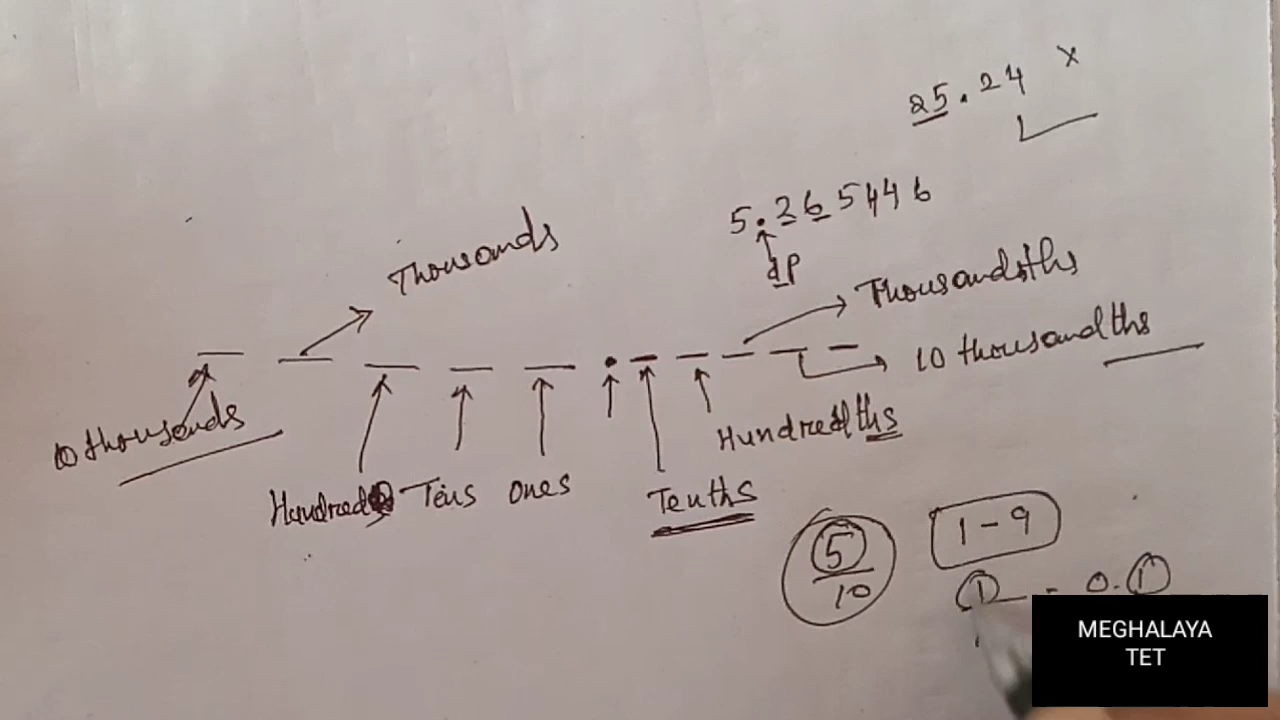 25.24 x
5.365446
dp
Thousands
Thousandths
10 thousandths
10 thousands
Hundredths
Hundreds Tens ones
Tenths
5/10
1-9
1 = 0.1
MEGHALAYA
TET